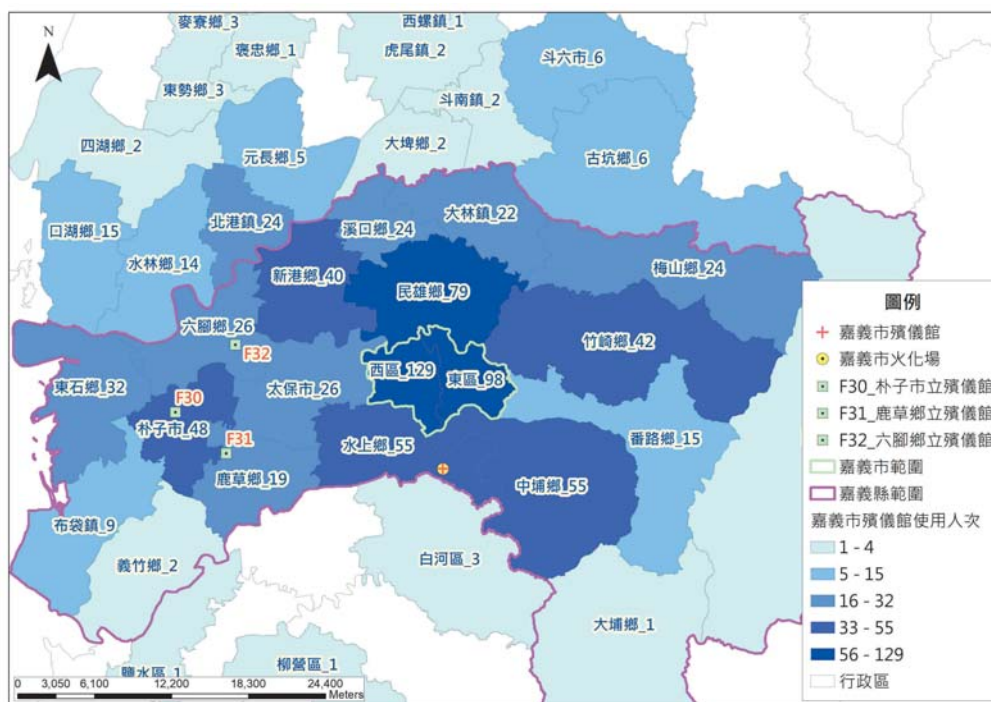 麥寮鄉_3
西螺鎮_1
N
褒忠鄉_1
虎尾鎮_2
斗六市_6
東勢鄉_3
斗南鎮_2
四湖鄉_2
元長鄉_5
大埤鄉_2
古坑鄉_6
北港鎮_24
溪口鄉_24
大林鎮_22
口湖鄉_15
水林鄉_14
新港鄉_40
民雄鄉_79
梅山鄉_24
六腳鄉_26
F32
竹崎鄉_42
西區_129
東區_98
東石鄉_32
太保市_26
F30
朴子市_48
F31
水上鄉_55
番路鄉_15
鹿草鄉_19
中埔鄉_55
布袋鎮_9
義竹鄉_2
白河區_3
大埔鄉_1
鹽水區_1
柳營區_1
0 3,050 6,100 12,200 18,300 24,400
Meters
圖例
嘉義市殯儀館
嘉義市火化場
F30_朴子市立殯儀館
F31_鹿草鄉立殯儀館
F32_六腳鄉立殯儀館
嘉義市範圍
嘉義縣範圍
嘉義市殯儀館使用人次
1 - 4
5 - 15
16 - 32
33 - 55
56 - 129
行政區